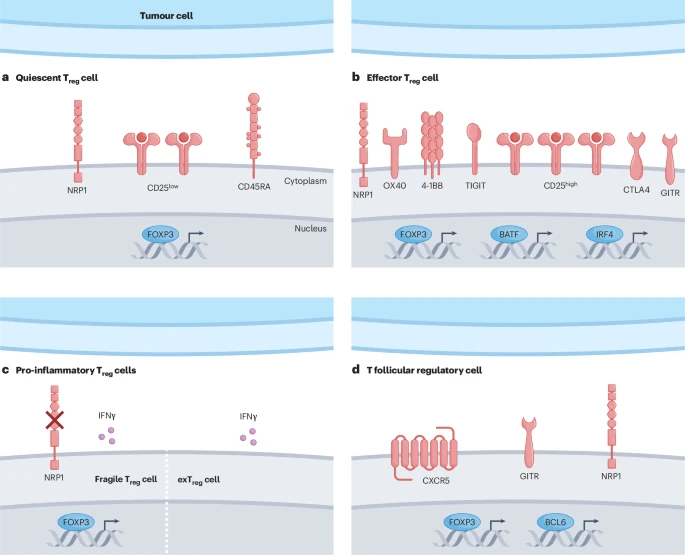 Tumour cell
a Quiescent Treg cell
NRP1
CD25low
CD45RA
Cytoplasm
Nucleus
FOXP3
b Effector Treg cell
NRP1
OX40
4-1BB
TIGIT
CD25high
CTLA4
GITR
FOXP3
BATF
IRF4
c Pro-inflammatory Treg cells
NRP1
IFNγ
IFNγ
Fragile Treg cell
exTreg cell
FOXP3
d T follicular regulatory cell
CXCR5
GITR
NRP1
FOXP3
BCL6